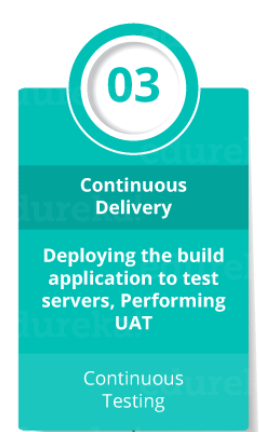 03
Continuous
Delivery
Deploying the build
application to test
servers, Performing
UAT
Continuous
Testing